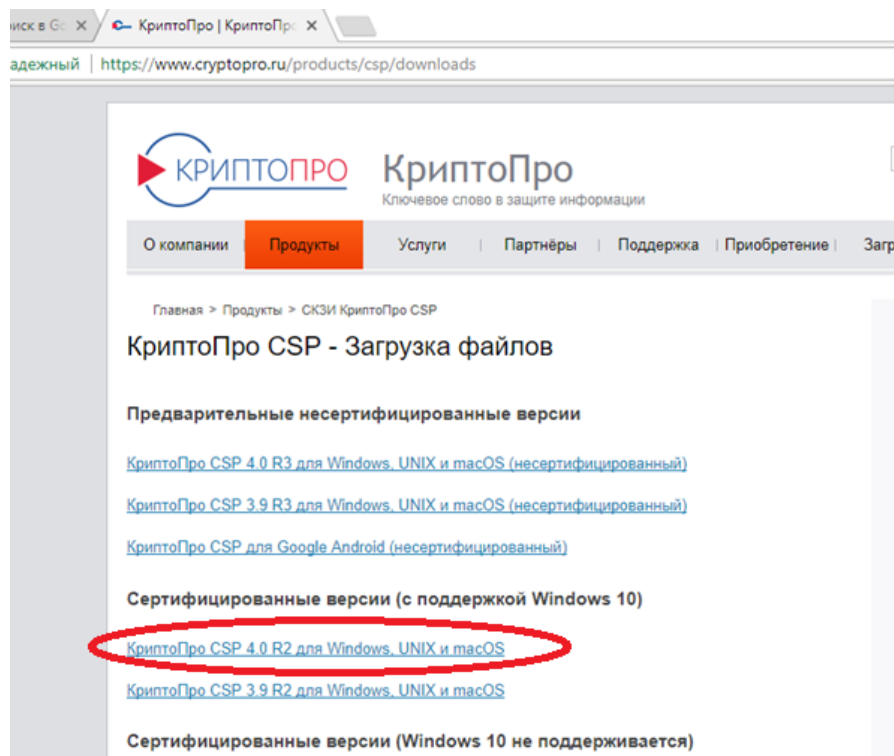 иск в Go
КриптоПро | КриптоПро
адежный | https://www.cryptopro.ru/products/csp/downloads
КРИПТОПРО
КриптоПро
Ключевое слово в защите информации
О компании | Продукты Услуги | Партнёры | Поддержка | Приобретение | Загр
Главная > Продукты > СКЗИ КриптоПро CSP
КриптоПро CSP - Загрузка файлов
Предварительные несертифицированные версии
КриптоПро CSP 4.0 R3 для Windows, UNIX и macOS (несертифицированный)
КриптоПро CSP 3.9 R3 для Windows, UNIX и macOS (несертифицированный)
КриптоПро CSP для Google Android (несертифицированный)
Сертифицированные версии (с поддержкой Windows 10)
КриптоПро CSP 4.0 R2 для Windows, UNIX и macOS
КриптоПро CSP 3.9 R2 для Windows, UNIX и macOS
Сертифицированные версии (Windows 10 не поддерживается)